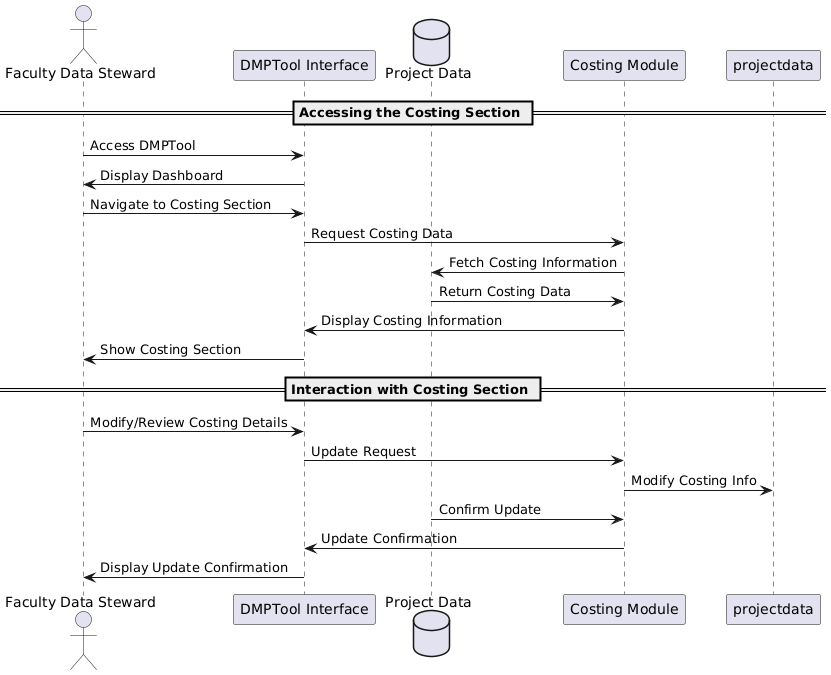 Faculty Data Steward
DMPTool Interface
Project Data
Costing Module
projectdata
Accessing the Costing Section
Access DMPTool
Display Dashboard
Navigate to Costing Section
Request Costing Data
Fetch Costing Information
Return Costing Data
Display Costing Information
Show Costing Section
Interaction with Costing Section
Modify/Review Costing Details
Update Request
Modify Costing Info
Confirm Update
Update Confirmation
Display Update Confirmation
Faculty Data Steward
DMPTool Interface
Project Data
Costing Module
projectdata